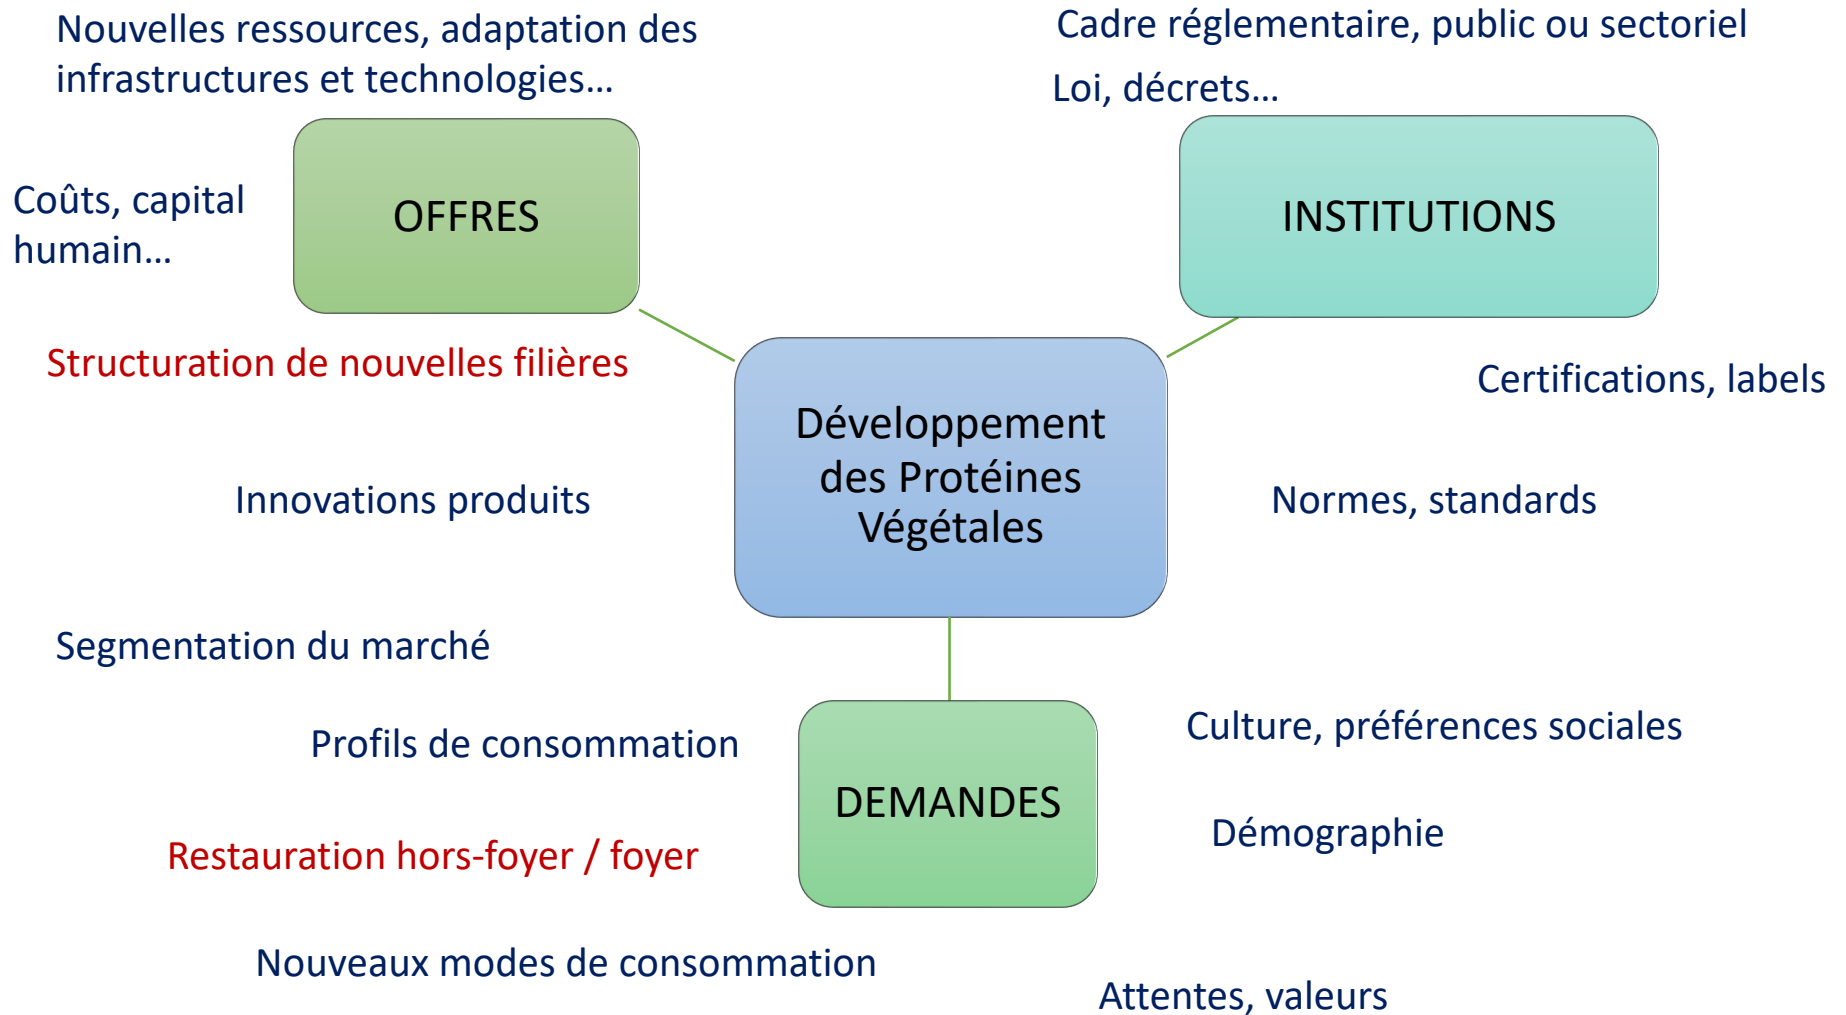 Nouvelles ressources, adaptation des
infrastructures et technologies…
Cadre réglementaire, public ou sectoriel
Loi, décrets…
Coûts, capital
humain…
OFFRES
INSTITUTIONS
Structuration de nouvelles filières
Certifications, labels
Développement
des Protéines
Végétales
Innovations produits
Normes, standards
Segmentation du marché
Profils de consommation
Culture, préférences sociales
DEMANDES
Démographie
Restauration hors-foyer / foyer
Nouveaux modes de consommation
Attentes, valeurs